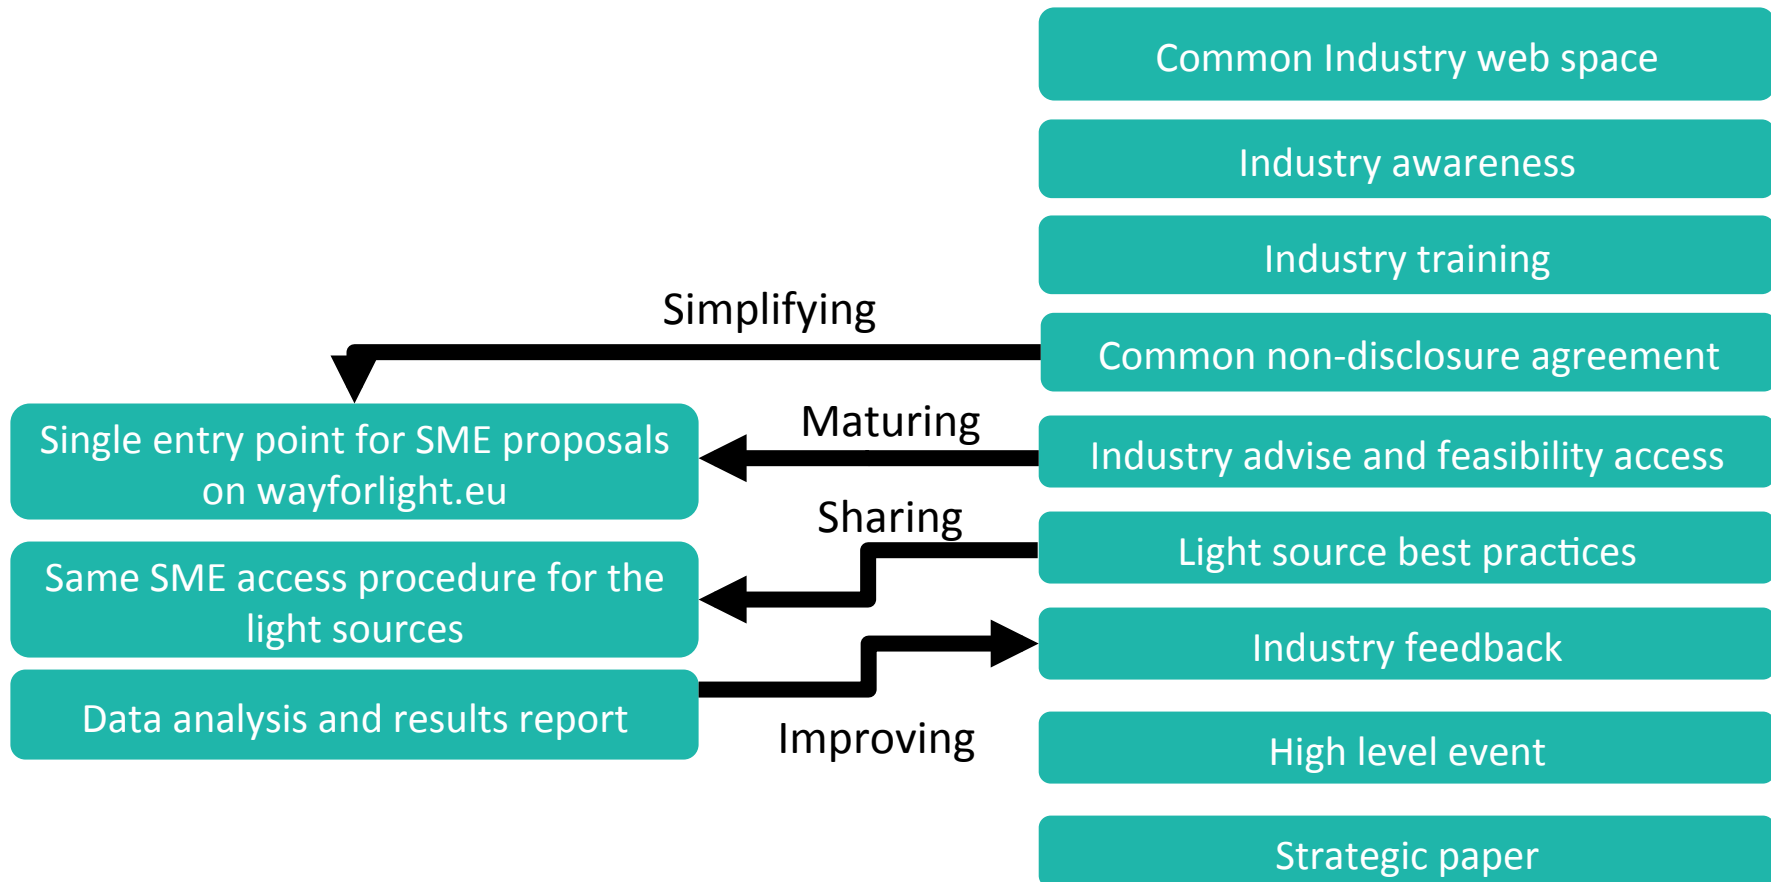 Common Industry web space
Industry awareness
Industry training
Simplifying
Common non-disclosure agreement
Single entry point for SME proposals
on wayforlight.eu
Maturing
Industry advise and feasibility access
Sharing
Light source best practices
Same SME access procedure for the
light sources
Industry feedback
Data analysis and results report
Improving
High level event
Strategic paper